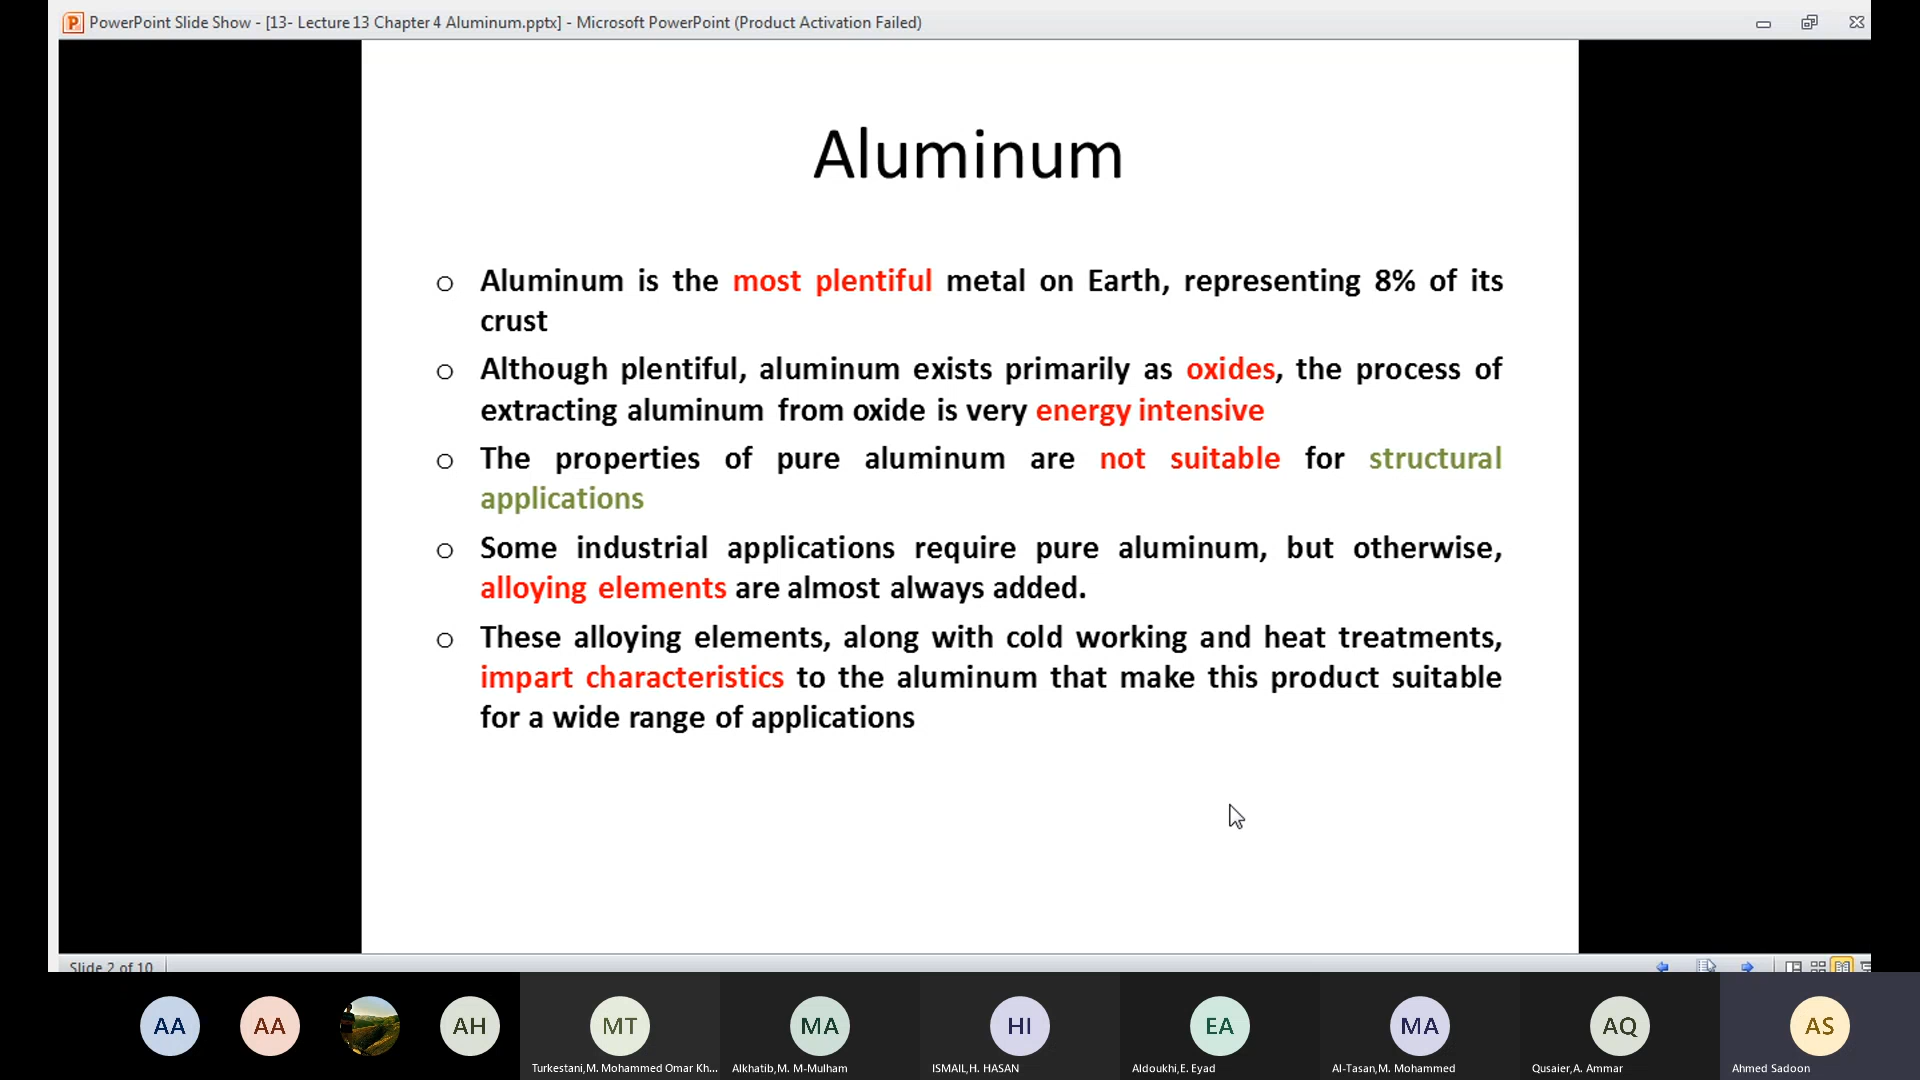 PowerPoint Slide Show - [13- Lecture 13 Chapter 4 Aluminum.pptx] - Microsoft PowerPoint (Product Activation Failed)
Aluminum
o Aluminum is the most plentiful metal on Earth, representing 8% of its
crust
o Although plentiful, aluminum exists primarily as oxides, the process of
extracting aluminum from oxide is very energy intensive
o The properties of pure aluminum are not suitable for structural
applications
o Some industrial applications require pure aluminum, but otherwise,
alloying elements are almost always added.
o These alloying elements, along with cold working and heat treatments,
impart characteristics to the aluminum that make this product suitable
for a wide range of applications
Slide 2 of 10
AA AA AH MT MA HI EA MA AQ AS
Turkestani,M. Mohammed Omar Kh... Alkhatib,M. M-Mulham ISMAIL,H. HASAN Aldoukhi,E. Eyad Al-Tasan,M. Mohammed Qusaier,A. Ammar Ahmed Sadoon